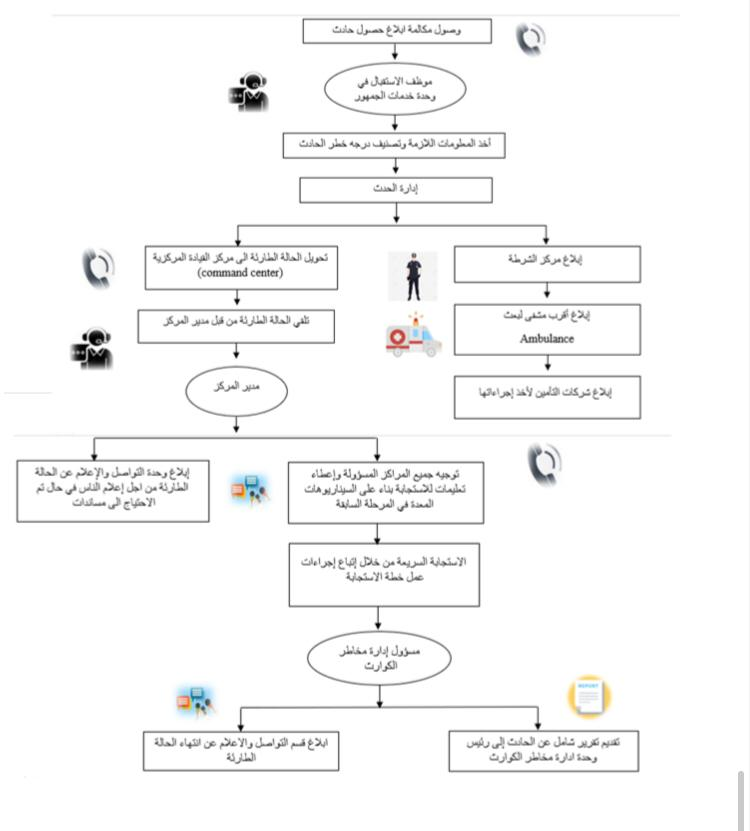 وصول مكالمة ابلاغ حصول حادث
موظف الاستقبال في
وحدة خدمات الجمهور
أخذ المعلومات اللازمة وتصنيف درجه خطر الحادث
إدارة الحدث
إبلاغ مركز الشرطة
إبلاغ أقرب مشفى لبعث
Ambulance
إبلاغ شركات التأمين لأخذ إجراءاتها
تحويل الحالة الطارئة الى مركز القيادة المركزية
(command center)
تلقي الحالة الطارئة من قبل مدير المركز
مدير المركز
توجيه جميع المراكز المسؤولة وإعطاء
تعليمات للاستجابة بناء على السيناريوهات
المعدة في المرحلة السابقة
إبلاغ وحدة التواصل والإعلام عن الحالة
الطارئة من اجل إعلام الناس في حال تم
الاحتياج الى مساندات
الاستجابة السريعة من خلال إتباع إجراءات
عمل خطة الاستجابة
مسؤول إدارة مخاطر
الكوارث
REPORT
تقديم تقرير شامل عن الحادث إلى رئيس
وحدة ادارة مخاطر الكوارث
ابلاغ قسم التواصل والاعلام عن انتهاء الحالة
الطارئة